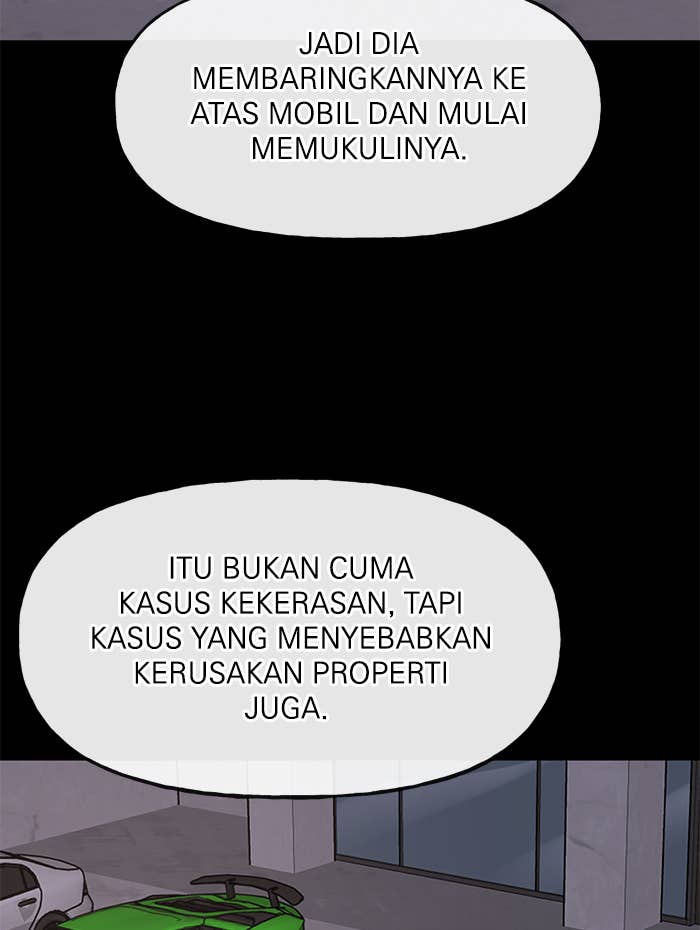 JADI DIA
MEMBARINGKANNYA KE
ATAS MOBIL DAN MULAI
MEMUKULINYA.
ITU BUKAN CUMA
KASUS KEKERASAN, TAPI
KASUS YANG MENYEBABKAN
KERUSAKAN PROPERTI
JUGA.